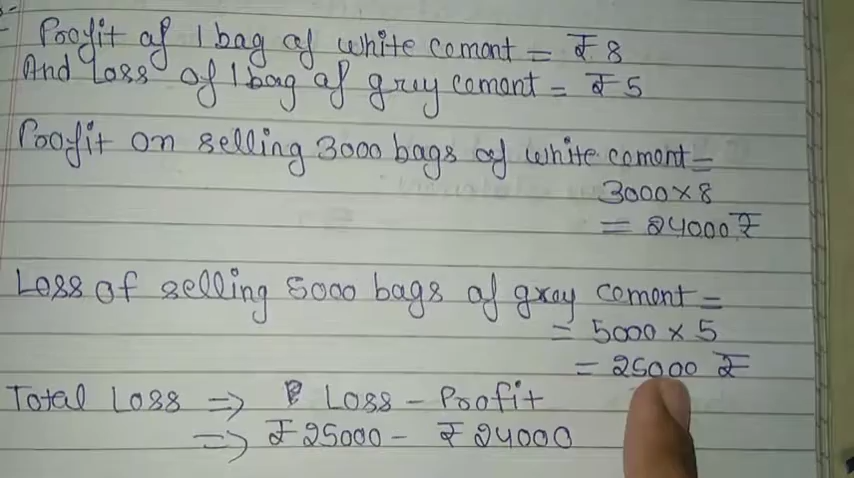 Profit of 1 bag of white cement = ₹ 8
And Loss of 1 bag of grey cement = ₹ 5
Profit on selling 3000 bags of white cement =
3000 × 8
= 24000 ₹
Loss of selling 5000 bags of gray cement =
= 5000 × 5
= 25000 ₹
Total Loss ⇒ Loss - Profit
⇒ ₹ 25000 - ₹ 24000